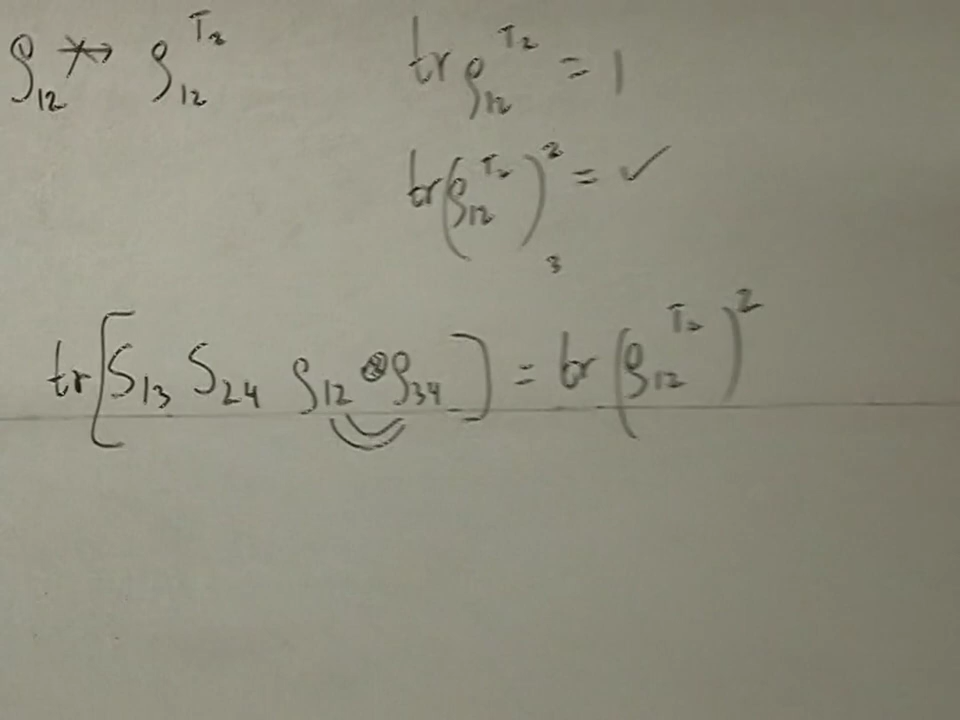 ρ₁₂ ↛ ρ₁₂^{T₂} tr ρ₁₂^{T₂} = 1
tr(ρ₁₂^{T₂})² = ✓
3
tr[S₁₃ S₂₄ ρ₁₂ ⊗ ρ₃₄] = tr(ρ₁₂^{T₂})²